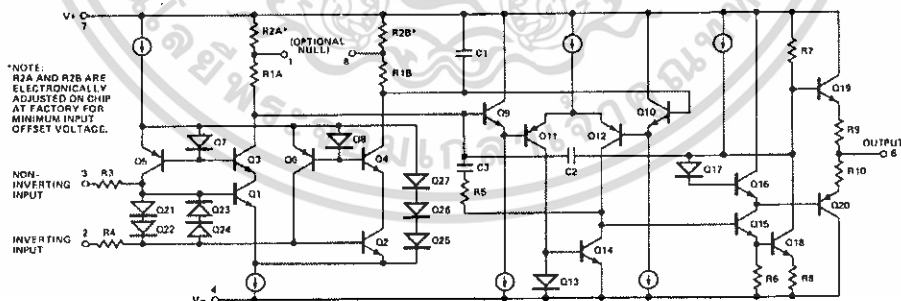 V+
7
R2A*
(OPTIONAL
NULL)
1
8
R2B*
R1A
R1B
C1
*NOTE:
R2A AND R2B ARE
ELECTRONICALLY
ADJUSTED ON CHIP
AT FACTORY FOR
MINIMUM INPUT
OFFSET VOLTAGE.
R7
Q19
Q9
Q10
Q11
Q12
R9
OUTPUT
6
R10
Q5
Q7
Q3
Q6
Q8
Q4
C3
C2
R5
Q17
Q16
Q20
NON-
INVERTING
INPUT
3
R3
Q1
Q27
Q21
Q23
Q26
Q22
Q24
Q25
Q15
INVERTING
INPUT
2
R4
Q2
Q14
Q18
Q13
R6
R8
V-
4